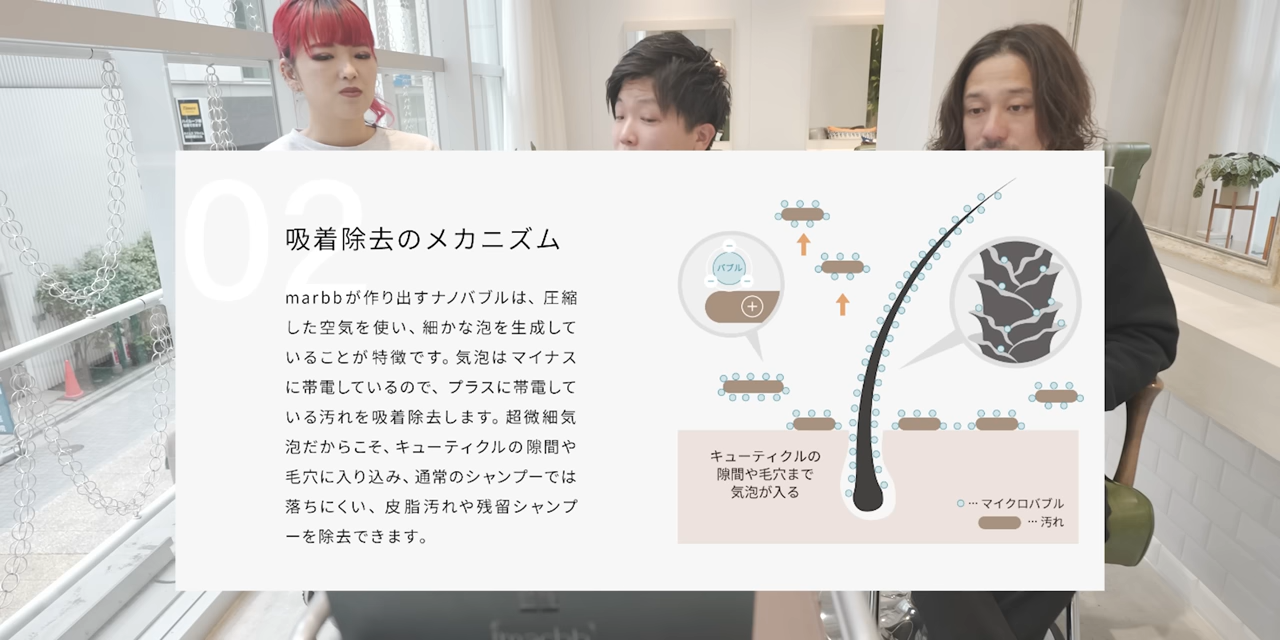 02
吸着除去のメカニズム
marbbが作り出すナノバブルは、圧縮
した空気を使い、細かな泡を生成して
いることが特徴です。気泡はマイナス
に帯電しているので、プラスに帯電して
いる汚れを吸着除去します。超微細気
泡だからこそ、キューティクルの隙間や
毛穴に入り込み、通常のシャンプーでは
落ちにくい、皮脂汚れや残留シャンプ
ーを除去できます。
バブル
キューティクルの
隙間や毛穴まで
気泡が入る
… マイクロバブル
… 汚れ
marbb